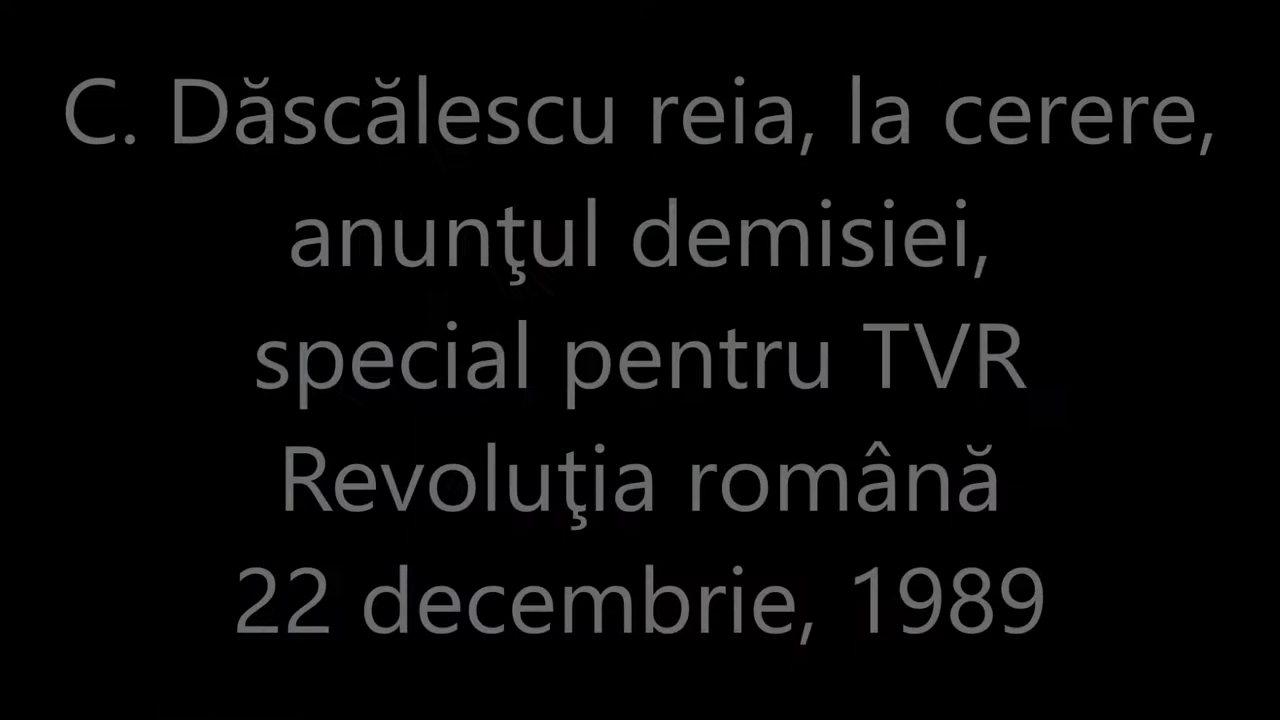 C. Dăscălescu reia, la cerere,
anunţul demisiei,
special pentru TVR
Revoluţia română
22 decembrie, 1989